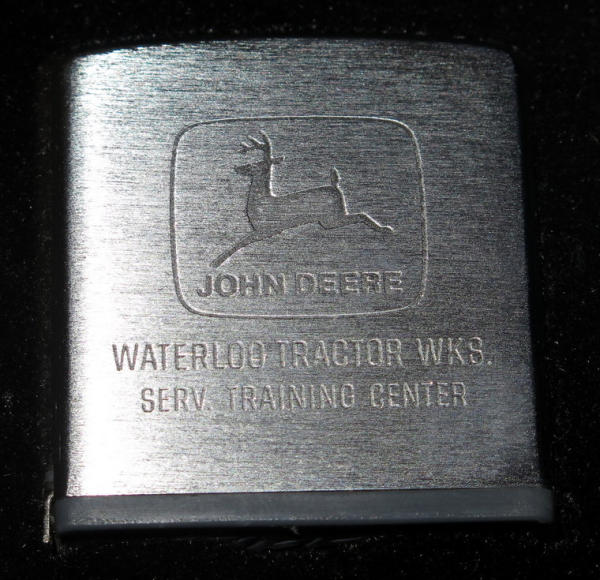 JOHN DEERE
WATERLOO TRACTOR WKS.
SERV. TRAINING CENTER